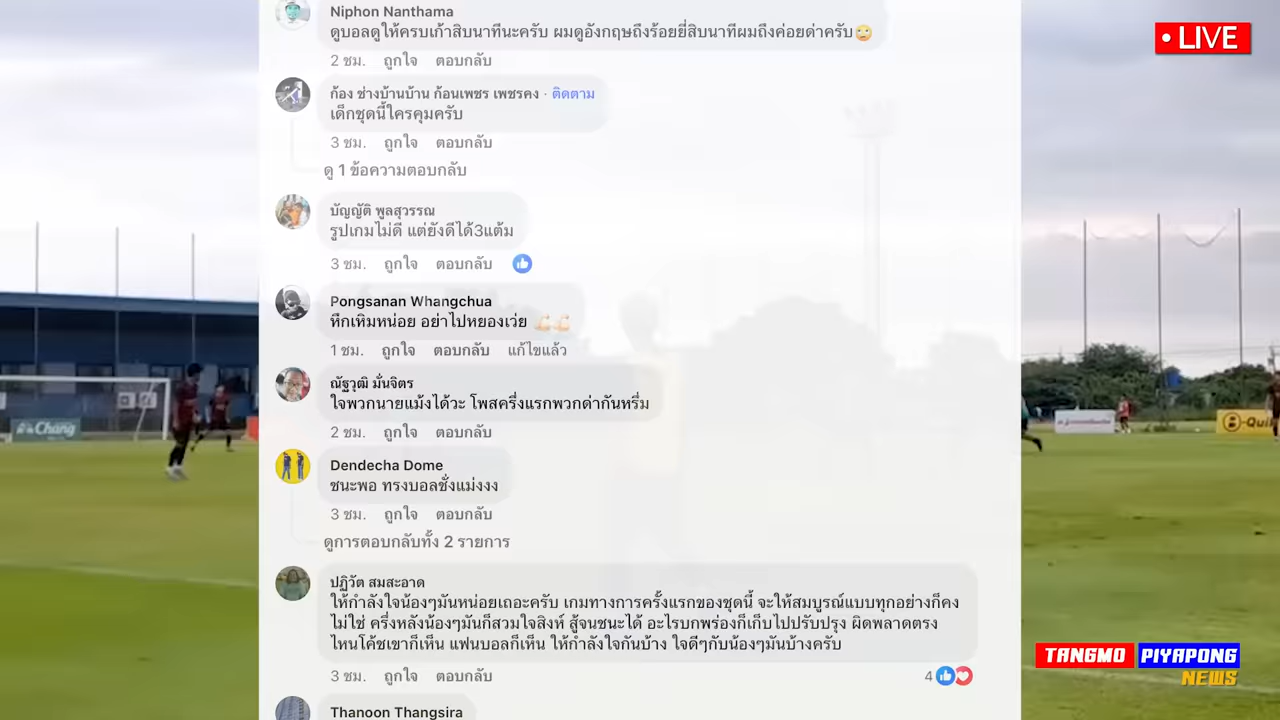 Niphon Nanthama
ดูบอลดูให้ครบเก้าสิบนาทีนะครับ ผมดูอังกฤษถึงร้อยยี่สิบนาทีผมถึงค่อยด่าครับ🙄
2 ชม. ถูกใจ ตอบกลับ
• LIVE
ก้อง ช่างบ้านบ้าน ก้อนเพชร เพชรคง · ติดตาม
เด็กชุดนี้ใครคุมครับ
3 ชม. ถูกใจ ตอบกลับ
ดู 1 ข้อความตอบกลับ
บัญญัติ พูลสุวรรณ
รูปเกมไม่ดี แต่ยังดีได้3แต้ม
3 ชม. ถูกใจ ตอบกลับ
Pongsanan Whangchua
หึกเหิมหน่อย อย่าไปหยองเว่ย 💪🏻💪🏻
1 ชม. ถูกใจ ตอบกลับ แก้ไขแล้ว
ณัฐวุฒิ มั่นจิตร
ใจพวกนายแม้งได้วะ โพสครึ่งแรกพวกด่ากันหรึ่ม
2 ชม. ถูกใจ ตอบกลับ
Chang
B-Quik
Dendecha Dome
ชนะพอ ทรงบอลชั่งแม่งงง
3 ชม. ถูกใจ ตอบกลับ
ดูการตอบกลับทั้ง 2 รายการ
ปฏิวัต สมสะอาด
ให้กำลังใจน้องๆมันหน่อยเถอะครับ เกมทางการครั้งแรกของชุดนี้ จะให้สมบูรณ์แบบทุกอย่างก็คง
ไม่ใช่ ครึ่งหลังน้องๆมันก็สวมใจสิงห์ สู้จนชนะได้ อะไรบกพร่องก็เก็บไปปรับปรุง ผิดพลาดตรง
ไหนโค้ชเขาก็เห็น แฟนบอลก็เห็น ให้กำลังใจกันบ้าง ใจดีๆกับน้องๆมันบ้างครับ
3 ชม. ถูกใจ ตอบกลับ 4
TANGMO PIYAPONG
NEWS
Thanoon Thangsira